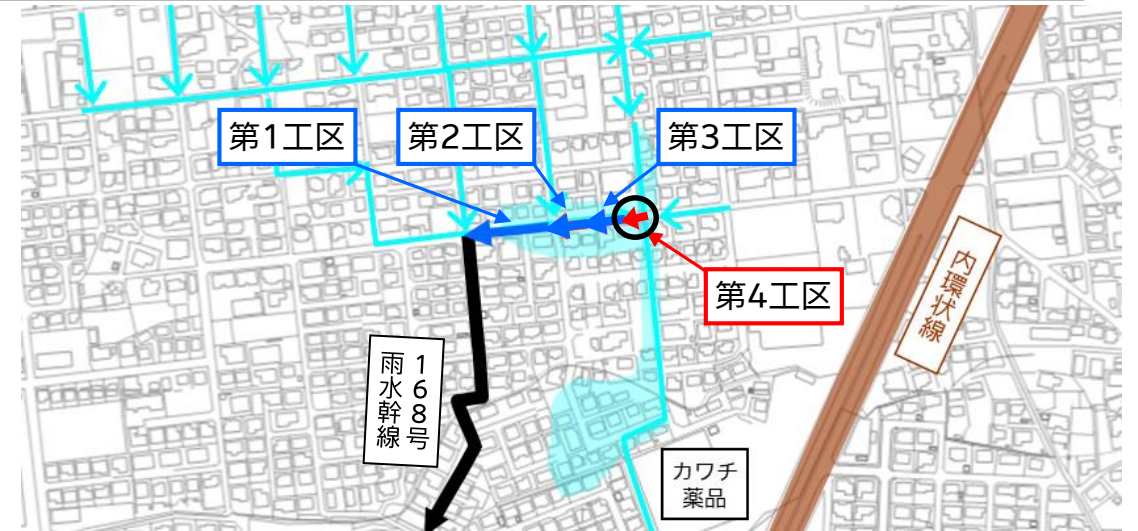 第1工区
第2工区
第3工区
第4工区
内環状線
168号
雨水幹線
カワチ
薬品